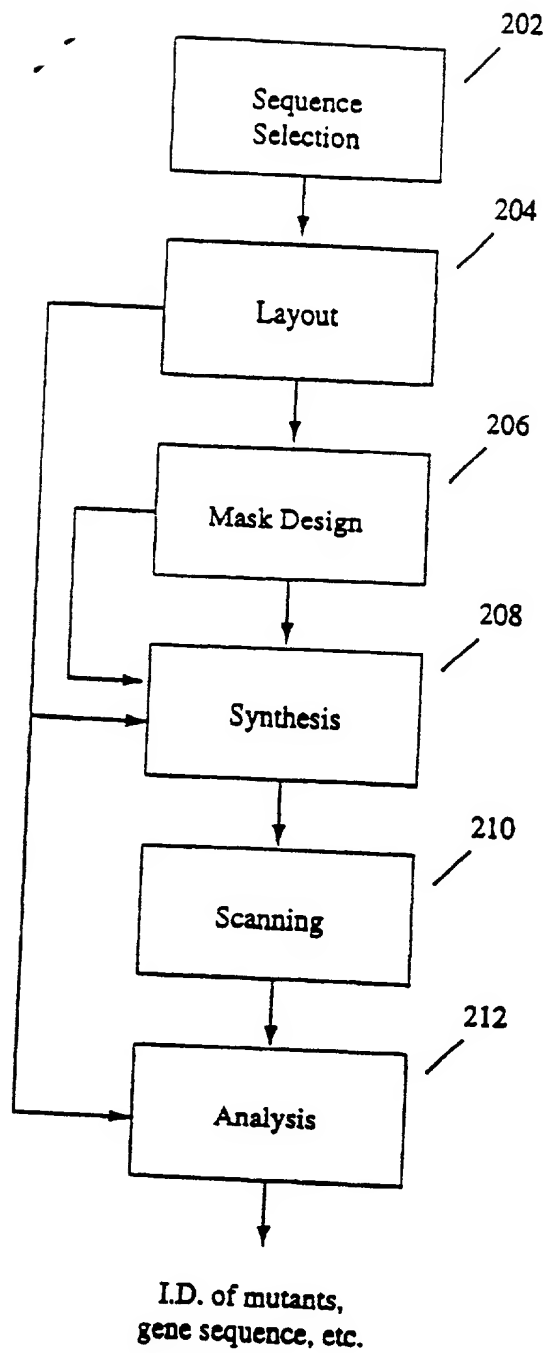 202
Sequence
Selection
204
Layout
206
Mask Design
208
Synthesis
210
Scanning
212
Analysis
I.D. of mutants,
gene sequence, etc.